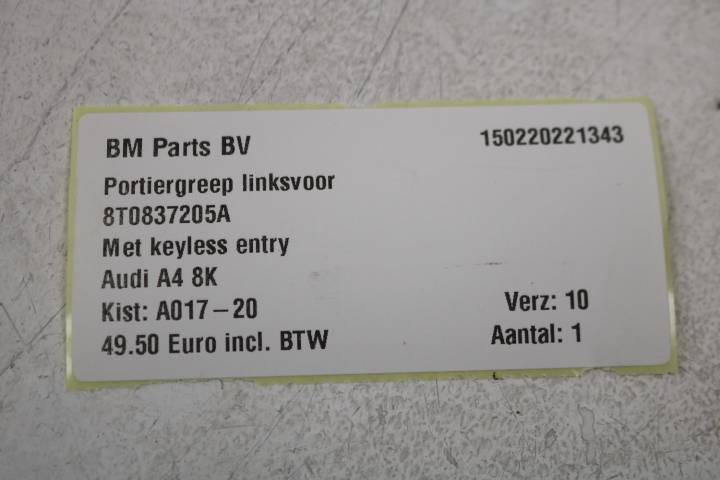 BM Parts BV
150220221343
Portiergreep linksvoor
8T0837205A
Met keyless entry
Audi A4 8K
Kist: A017-20
Verz: 10
49.50 Euro incl. BTW
Aantal: 1